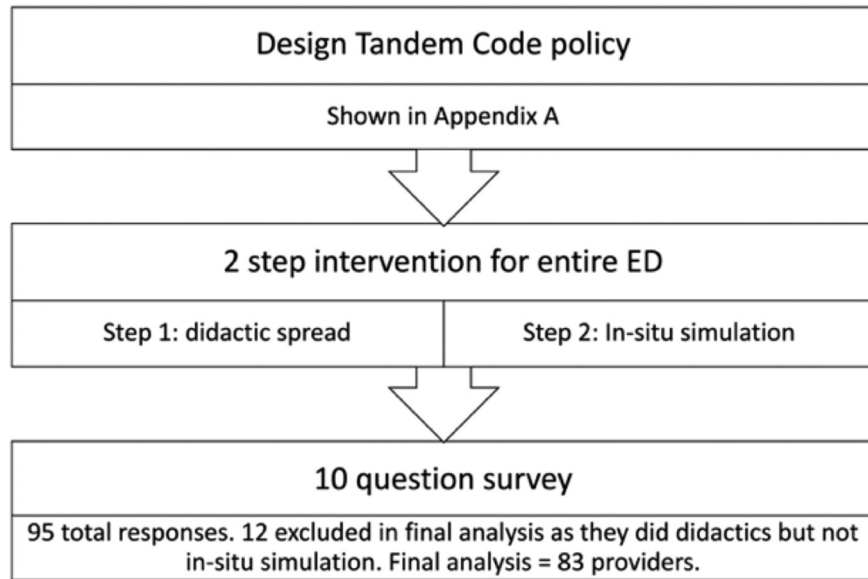 Design Tandem Code policy
Shown in Appendix A
2 step intervention for entire ED
Step 1: didactic spread
Step 2: In-situ simulation
10 question survey
95 total responses. 12 excluded in final analysis as they did didactics but not
in-situ simulation. Final analysis = 83 providers.